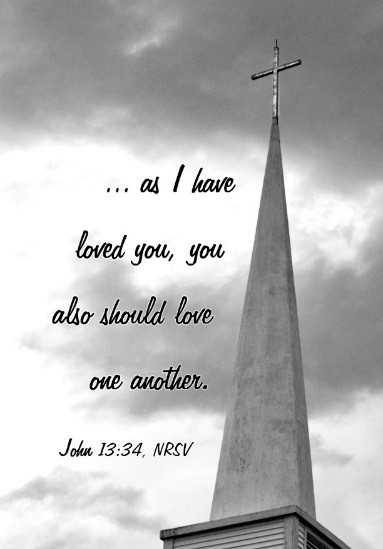 ... as I have
loved you, you
also should love
one another.
John 13:34, NRSV